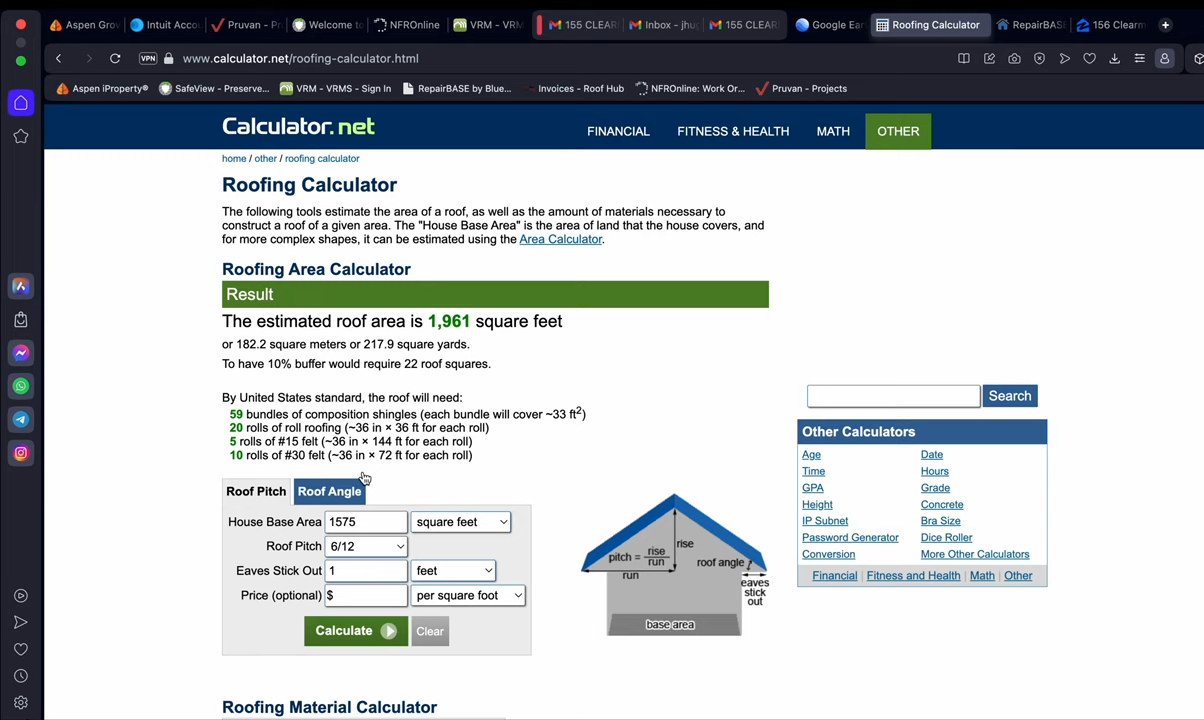 Aspen Grov
Intuit Acco
Pruvan - Pr
Welcome to
NFROnline
VRM - VRM
155 CLEAR
Inbox - jhug
155 CLEAR
Google Ear
Roofing Calculator
RepairBASE
156 Clearm
VPN
www.calculator.net/roofing-calculator.html
Aspen iProperty®
SafeView - Preserve...
VRM - VRMS - Sign In
RepairBASE by Blue...
Invoices - Roof Hub
NFROnline: Work Or...
Pruvan - Projects
Calculator.net
FINANCIAL
FITNESS & HEALTH
MATH
OTHER
home / other / roofing calculator
Roofing Calculator
The following tools estimate the area of a roof, as well as the amount of materials necessary to
construct a roof of a given area. The "House Base Area" is the area of land that the house covers, and
for more complex shapes, it can be estimated using the Area Calculator.
Roofing Area Calculator
Result
The estimated roof area is 1,961 square feet
or 182.2 square meters or 217.9 square yards.
To have 10% buffer would require 22 roof squares.
By United States standard, the roof will need:
59 bundles of composition shingles (each bundle will cover ~33 ft2)
20 rolls of roll roofing (~36 in × 36 ft for each roll)
5 rolls of #15 felt (~36 in × 144 ft for each roll)
10 rolls of #30 felt (~36 in × 72 ft for each roll)
Roof Pitch
Roof Angle
House Base Area 1575 square feet
Roof Pitch 6/12
Eaves Stick Out 1 feet
Price (optional) $ per square foot
Calculate
Clear
pitch = rise
run
rise
roof angle
run
eaves
stick
out
base area
Search
Other Calculators
Age Date
Time Hours
GPA Grade
Height Concrete
IP Subnet Bra Size
Password Generator Dice Roller
Conversion More Other Calculators
Financial | Fitness and Health | Math | Other
Roofing Material Calculator